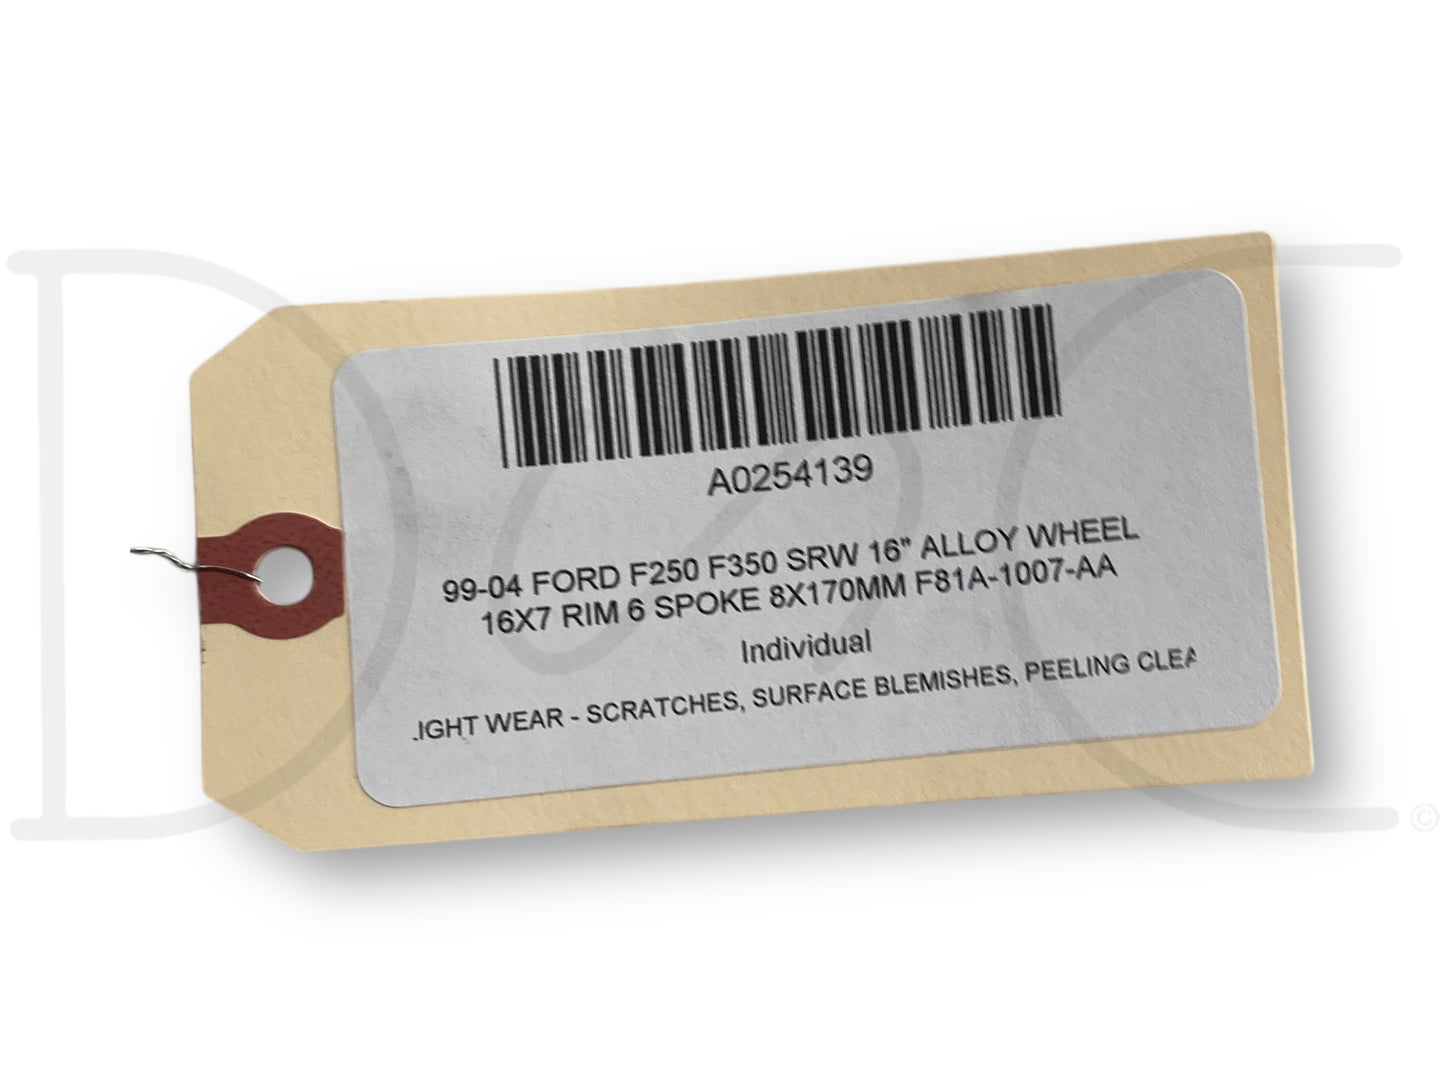 A0254139
99-04 FORD F250 F350 SRW 16" ALLOY WHEEL
16X7 RIM 6 SPOKE 8X170MM F81A-1007-AA
Individual
IGHT WEAR - SCRATCHES, SURFACE BLEMISHES, PEELING CLEA
©